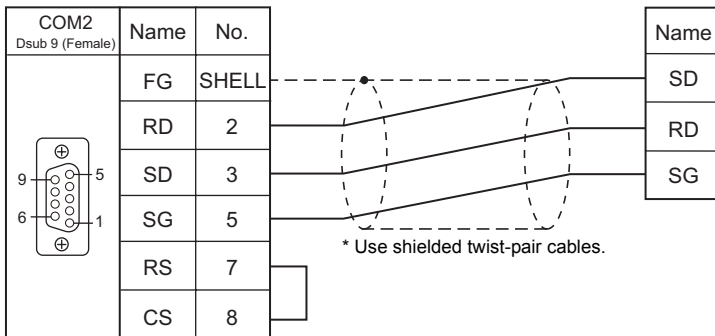 COM2
Dsub 9 (Female)
Name No.
Name
FG SHELL
SD
RD 2
RD
SD 3
SG
SG 5
RS 7
CS 8
9
5
6
1
* Use shielded twist-pair cables.